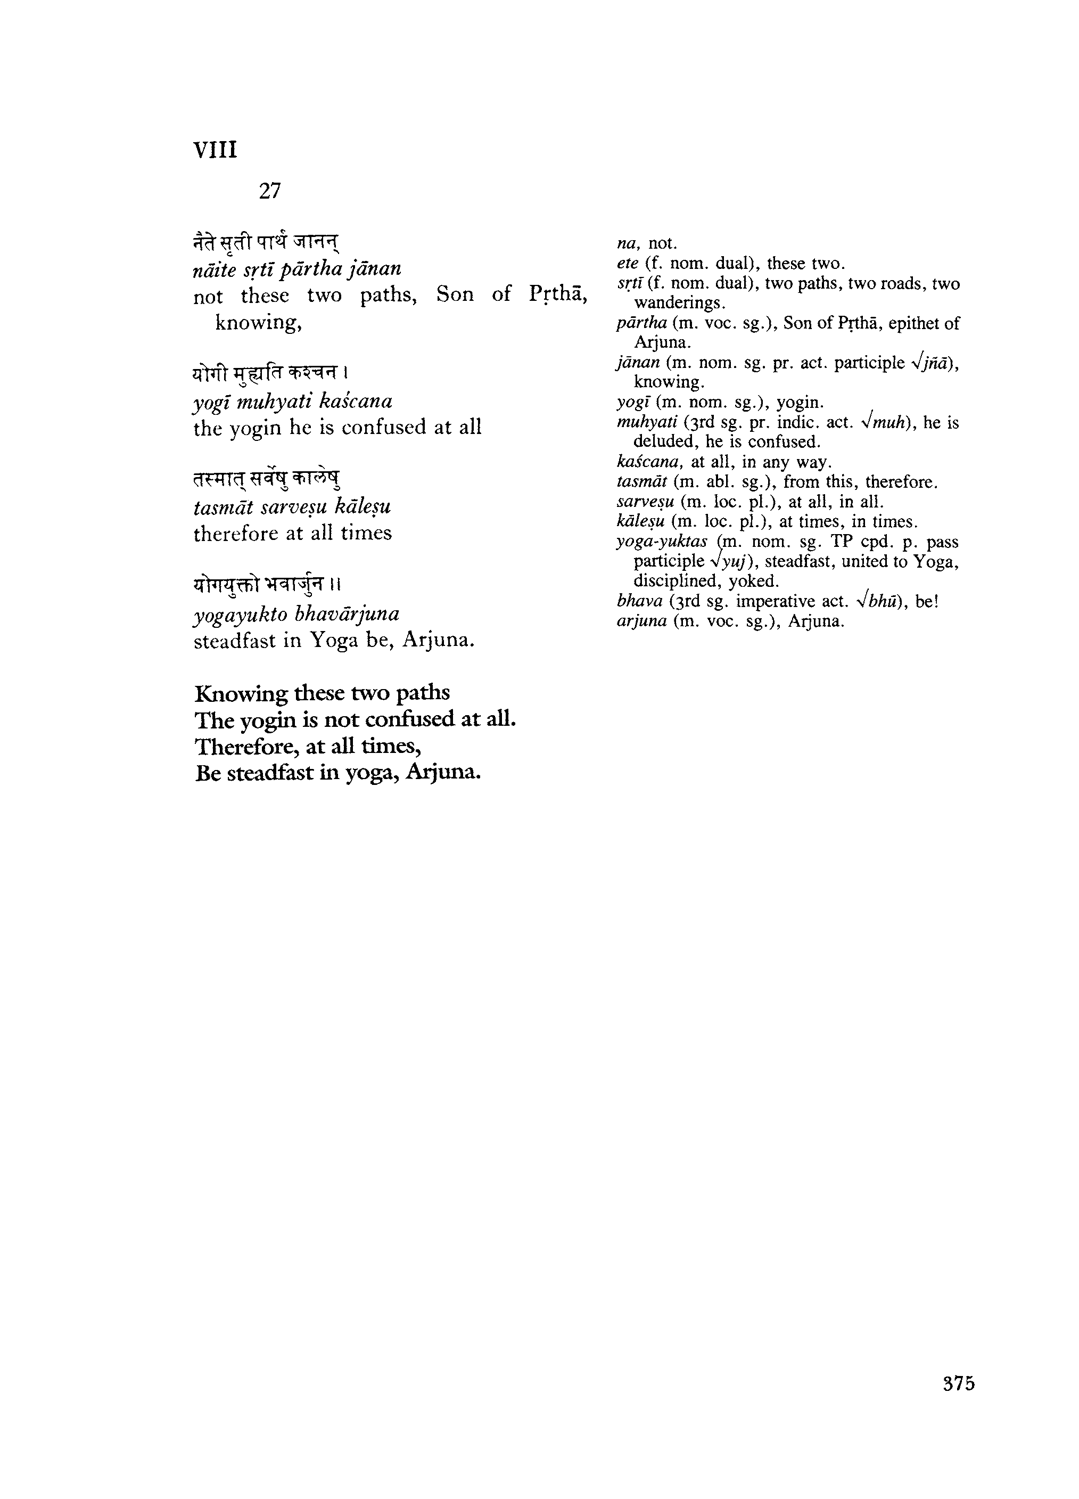 VIII
27
नैते सृती पार्थ जानन्
nāite sṛtī pārtha jānan
not these two paths, Son of Pṛthā,
knowing,
योगी मुह्यति कश्चन ।
yogī muhyati kaścana
the yogin he is confused at all
तस्मात् सर्वेषु कालेषु
tasmāt sarveṣu kāleṣu
therefore at all times
योगयुक्तो भवार्जुन ॥
yogayukto bhavārjuna
steadfast in Yoga be, Arjuna.
Knowing these two paths
The yogin is not confused at all.
Therefore, at all times,
Be steadfast in yoga, Arjuna.
na, not.
ete (f. nom. dual), these two.
sṛtī (f. nom. dual), two paths, two roads, two
wanderings.
pārtha (m. voc. sg.), Son of Pṛthā, epithet of
Arjuna.
jānan (m. nom. sg. pr. act. participle √jñā),
knowing.
yogī (m. nom. sg.), yogin.
muhyati (3rd sg. pr. indic. act. √muh), he is
deluded, he is confused.
kaścana, at all, in any way.
tasmāt (m. abl. sg.), from this, therefore.
sarveṣu (m. loc. pl.), at all, in all.
kāleṣu (m. loc. pl.), at times, in times.
yoga-yuktas (m. nom. sg. TP cpd. p. pass
participle √yuj), steadfast, united to Yoga,
disciplined, yoked.
bhava (3rd sg. imperative act. √bhū), be!
arjuna (m. voc. sg.), Arjuna.
375